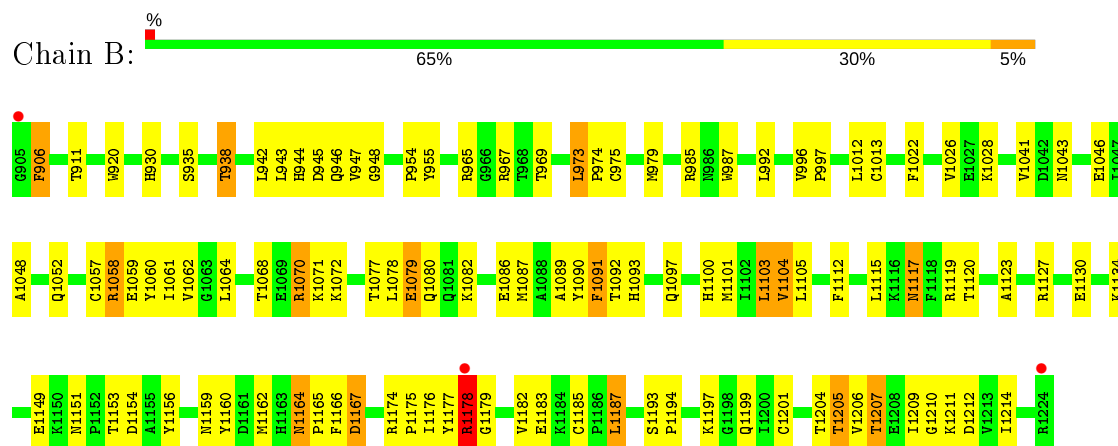 %
Chain B:
65% 30% 5%
G905 F906 T911 W920 H930 S935 T938 L942 L943 H944 D945 Q946 V947 G948 P954 Y955 R965 G966 R967 T968 T969 L973 P974 C975 M979 R985 N986 W987 L992 V996 P997 L1012 C1013 F1022 V1026 E1027 K1028 V1041 D1042 N1043 E1046 I1047
A1048 Q1052 C1057 R1058 E1059 Y1060 I1061 V1062 G1063 L1064 T1068 E1069 R1070 K1071 K1072 T1077 L1078 E1079 Q1080 Q1081 K1082 E1086 M1087 A1088 A1089 Y1090 F1091 T1092 H1093 Q1097 H1100 M1101 I1102 L1103 V1104 L1105 F1112 L1115 K1116 N1117 F1118 R1119 T1120 A1123 R1127 E1130 K1134
E1149 K1150 N1151 P1152 T1153 D1154 A1155 Y1156 N1159 Y1160 D1161 M1162 H1163 N1164 P1165 F1166 D1167 R1174 P1175 I1176 Y1177 R1178 G1179 V1182 E1183 K1184 C1185 P1186 L1187 S1193 P1194 K1197 G1198 Q1199 I1200 C1201 T1204 T1205 V1206 T1207 E1208 I1209 G1210 K1211 D1212 V1213 I1214 R1224